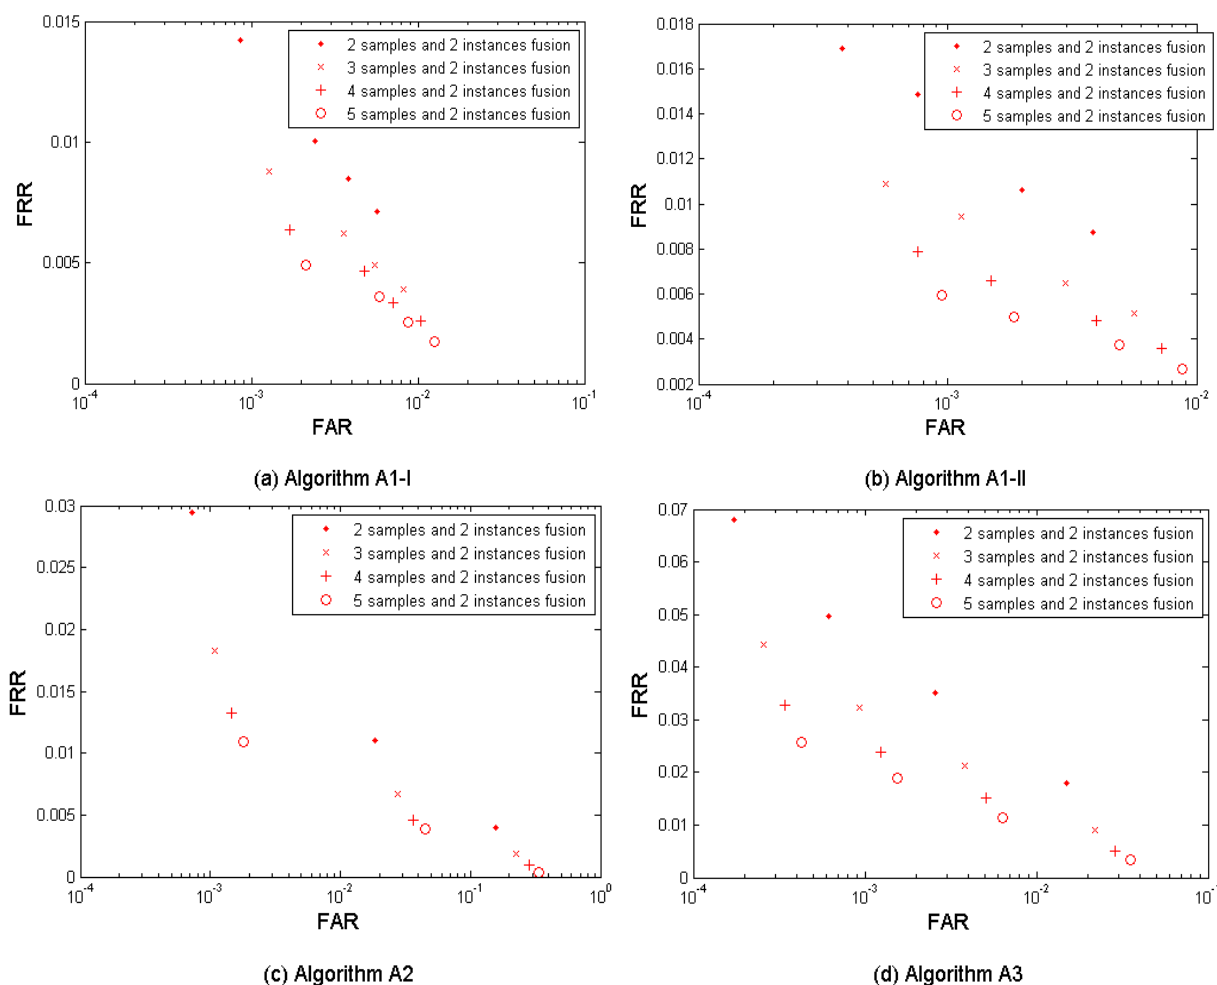 0.015
0.01
0.005
0
FRR
2 samples and 2 instances fusion
3 samples and 2 instances fusion
4 samples and 2 instances fusion
5 samples and 2 instances fusion
10-4
10-3
10-2
10-1
FAR
(a) Algorithm A1-I
0.018
0.016
0.014
0.012
0.01
0.008
0.006
0.004
0.002
FRR
2 samples and 2 instances fusion
3 samples and 2 instances fusion
4 samples and 2 instances fusion
5 samples and 2 instances fusion
10-4
10-3
10-2
FAR
(b) Algorithm A1-II
0.03
0.025
0.02
0.015
0.01
0.005
0
FRR
2 samples and 2 instances fusion
3 samples and 2 instances fusion
4 samples and 2 instances fusion
5 samples and 2 instances fusion
10-4
10-3
10-2
10-1
100
FAR
(c) Algorithm A2
0.07
0.06
0.05
0.04
0.03
0.02
0.01
0
FRR
2 samples and 2 instances fusion
3 samples and 2 instances fusion
4 samples and 2 instances fusion
5 samples and 2 instances fusion
10-4
10-3
10-2
10-1
FAR
(d) Algorithm A3